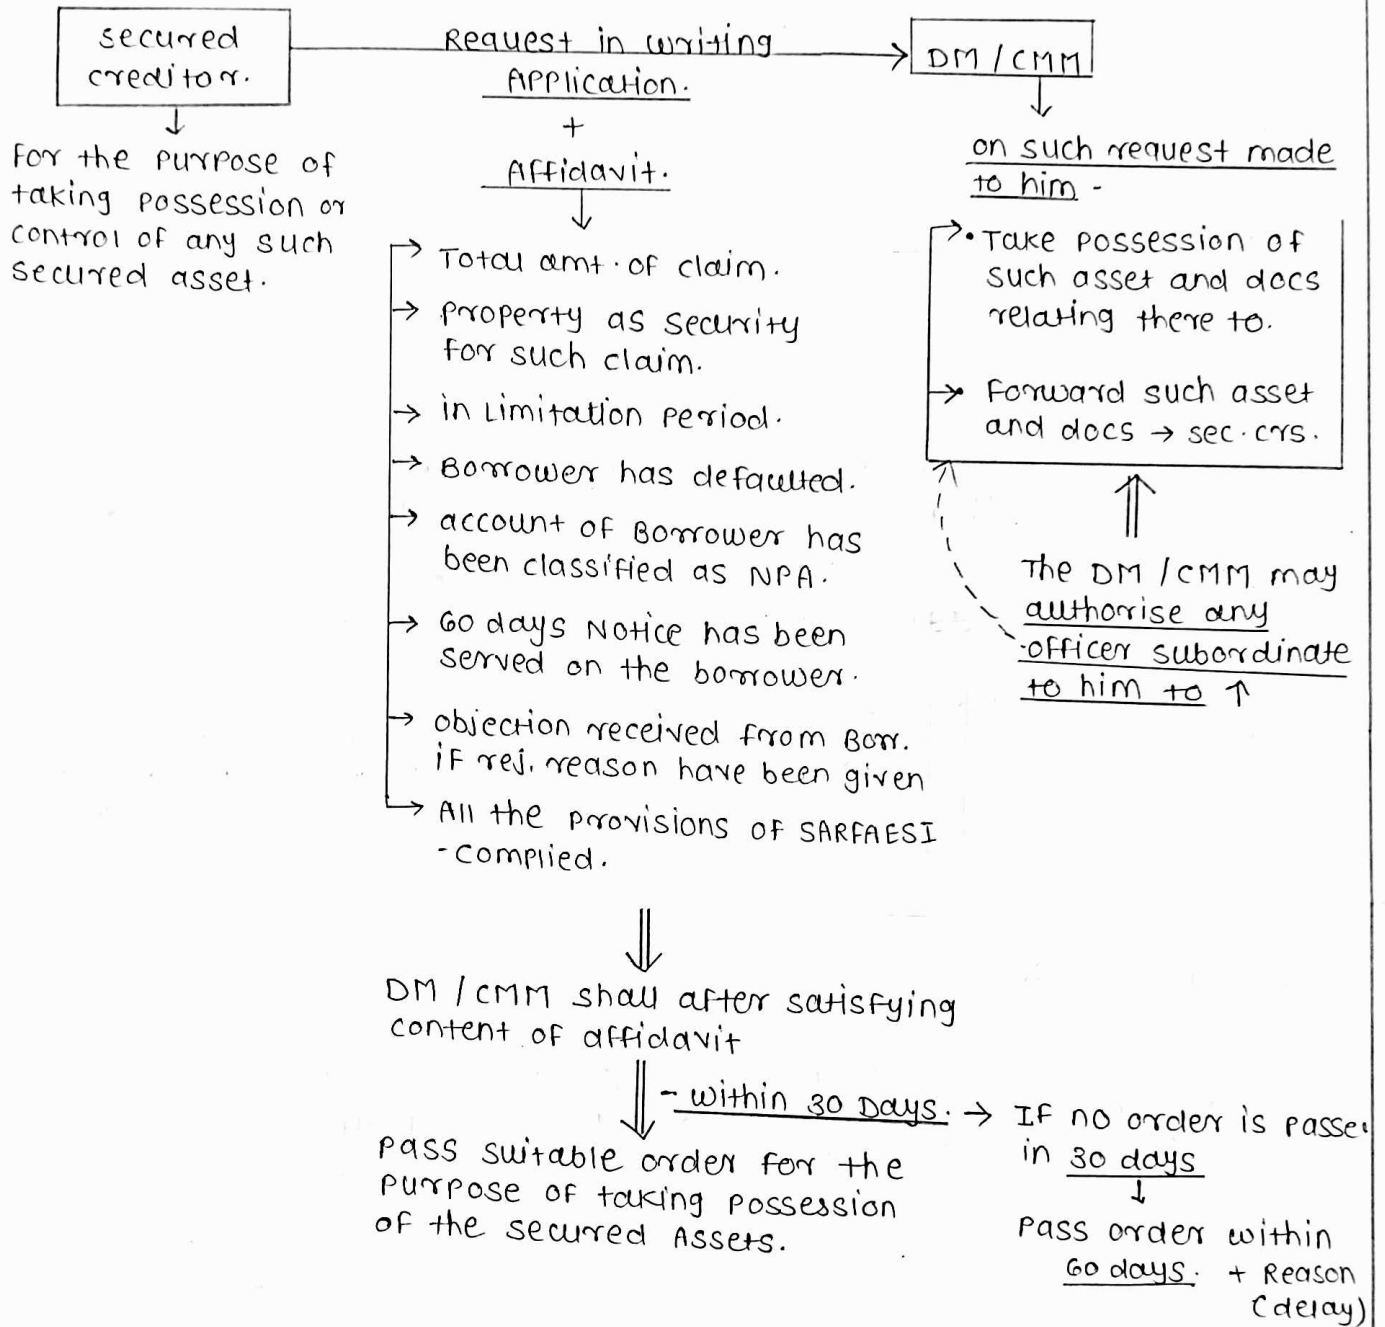 secured
creditor.
Request in writing
Application.
+
Affidavit.
DM / CMM
For the purpose of
taking possession or
control of any such
secured asset.
on such request made
to him -
• Take possession of
such asset and docs
relating there to.
• Forward such asset
and docs → sec. crs.
The DM / CMM may
authorise any
officer subordinate
to him to ↑
→ Total amt. of claim.
→ property as security
for such claim.
→ in Limitation period.
→ Borrower has defaulted.
→ account of Borrower has
been classified as NPA.
→ 60 days Notice has been
served on the borrower.
→ objection received from Borr.
if rej. reason have been given
→ All the provisions of SARFAESI
- complied.
DM / CMM shall after satisfying
content of affidavit
- within 30 Days. → If no order is passe
in 30 days
Pass order within
60 days. + Reason
(delay)
pass suitable order for the
purpose of taking possession
of the secured Assets.